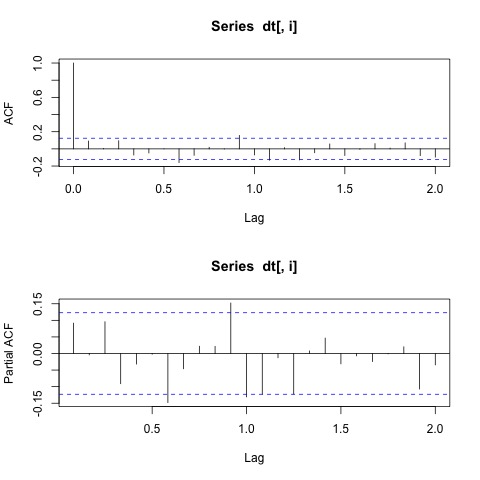 Series dt[, i]
ACF
-0.2 0.2 0.6 1.0
0.0 0.5 1.0 1.5 2.0
Lag
Series dt[, i]
Partial ACF
-0.15 0.00 0.15
0.5 1.0 1.5 2.0
Lag